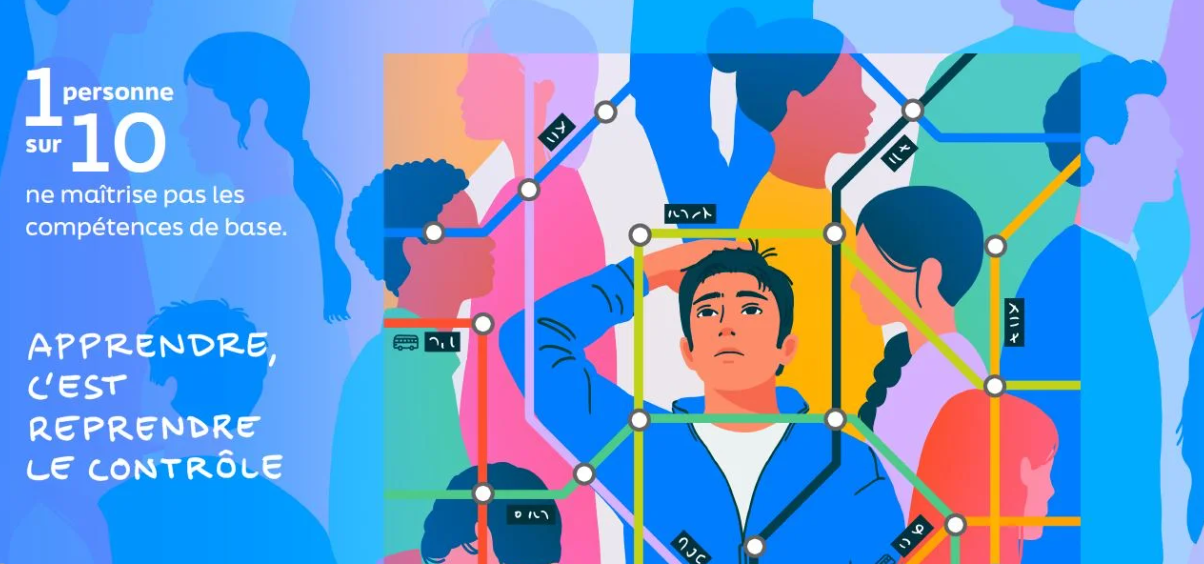 1 personne
sur 10
ne maîtrise pas les
compétences de base.
APPRENDRE,
C'EST
REPRENDRE
LE CONTRÔLE